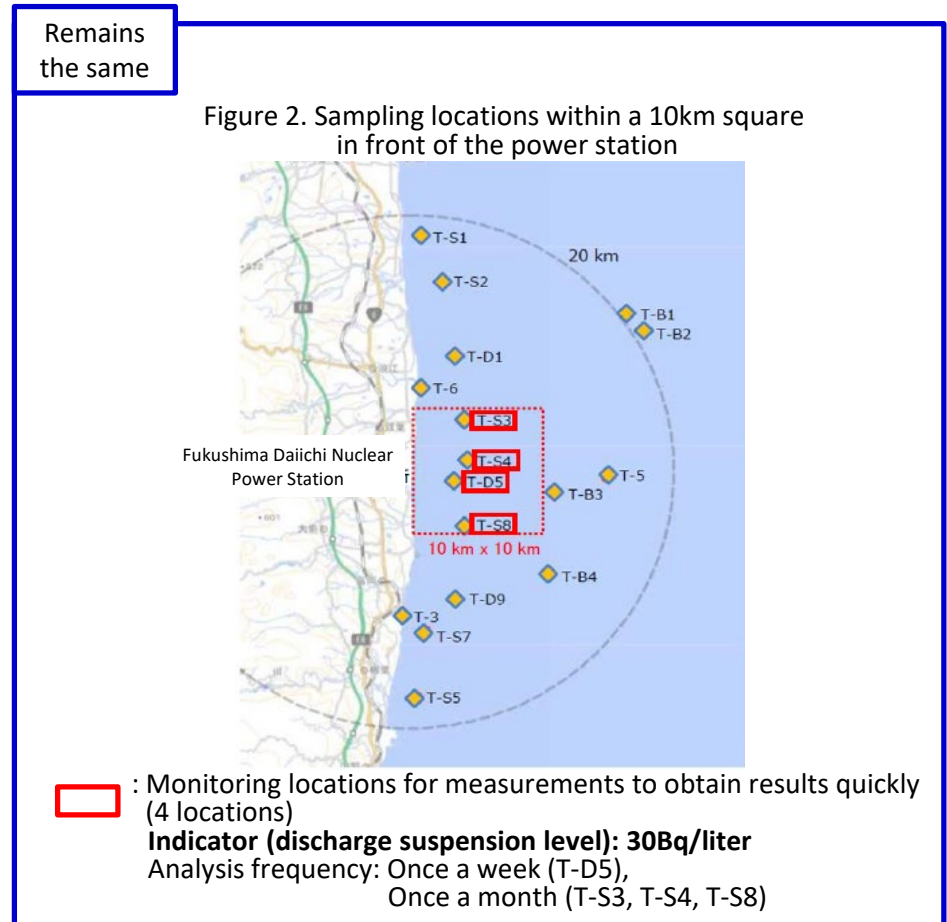 Remains
the same
Figure 2. Sampling locations within a 10km square
in front of the power station
T-S1
20 km
T-S2
T-B1
T-B2
T-D1
T-6
T-S3
Fukushima Daiichi Nuclear
Power Station
T-S4
T-5
T-D5
T-B3
T-S8
10 km x 10 km
T-B4
T-D9
T-3
T-S7
T-S5
: Monitoring locations for measurements to obtain results quickly
(4 locations)
Indicator (discharge suspension level): 30Bq/liter
Analysis frequency: Once a week (T-D5),
Once a month (T-S3, T-S4, T-S8)